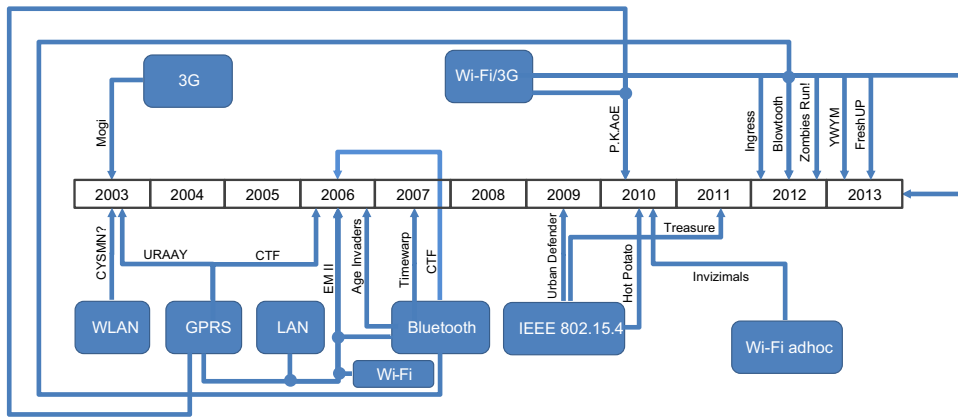 3G
Wi-Fi/3G
Mogi
P.K.AoE
Ingress
Blowtooth
Zombies Run!
YWYM
FreshUP
2003 2004 2005 2006 2007 2008 2009 2010 2011 2012 2013
CYSMN?
URAAY
CTF
EM II
Age Invaders
Timewarp
CTF
Urban Defender
Hot Potato
Treasure
Invizimals
WLAN
GPRS
LAN
Bluetooth
IEEE 802.15.4
Wi-Fi adhoc
Wi-Fi